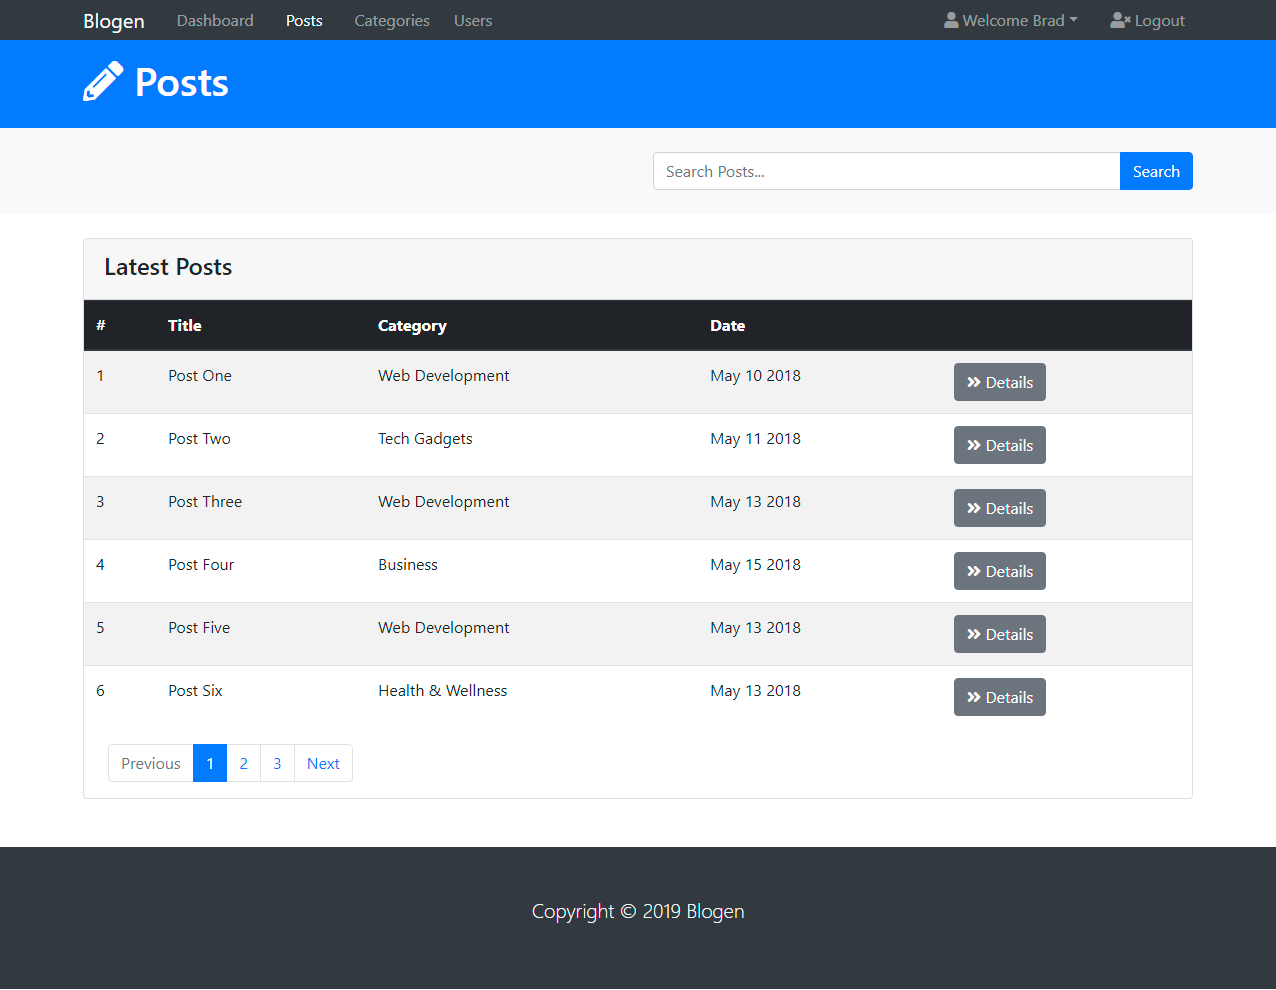 Blogen Dashboard Posts Categories Users Welcome Brad Logout
Posts
Search Posts... Search
Latest Posts
# Title Category Date
1 Post One Web Development May 10 2018 Details
2 Post Two Tech Gadgets May 11 2018 Details
3 Post Three Web Development May 13 2018 Details
4 Post Four Business May 15 2018 Details
5 Post Five Web Development May 13 2018 Details
6 Post Six Health & Wellness May 13 2018 Details
Previous 1 2 3 Next
Copyright © 2019 Blogen